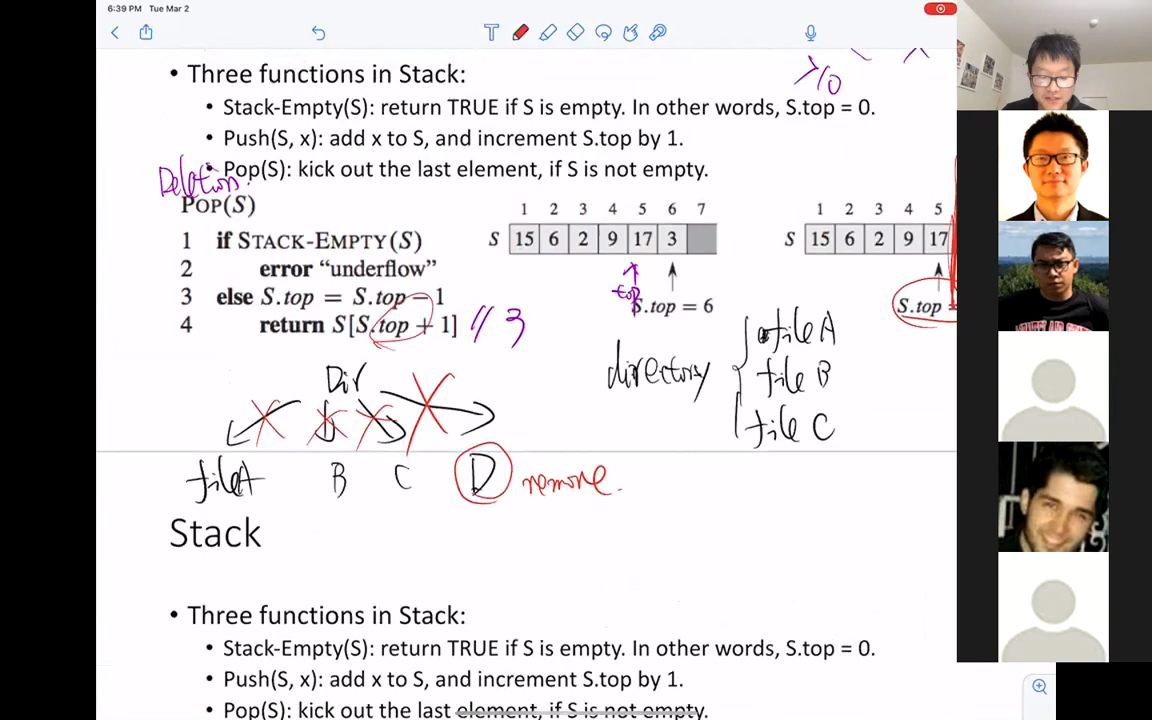 6:39 PM Tue Mar 2
>10
• Three functions in Stack:
• Stack-Empty(S): return TRUE if S is empty. In other words, S.top = 0.
• Push(S, x): add x to S, and increment S.top by 1.
• Pop(S): kick out the last element, if S is not empty.
Deletion
POP(S)
1 if STACK-EMPTY(S)
2 error "underflow"
3 else S.top = S.top − 1
4 return S[S.top + 1] // 3
1 2 3 4 5 6 7
S 15 6 2 9 17 3
top
S.top = 6
1 2 3 4 5
S 15 6 2 9 17
S.top =
directory
file A
file B
file C
Dir
fileA B C D remove.
Stack
• Three functions in Stack:
• Stack-Empty(S): return TRUE if S is empty. In other words, S.top = 0.
• Push(S, x): add x to S, and increment S.top by 1.
• Pop(S): kick out the last element, if S is not empty.